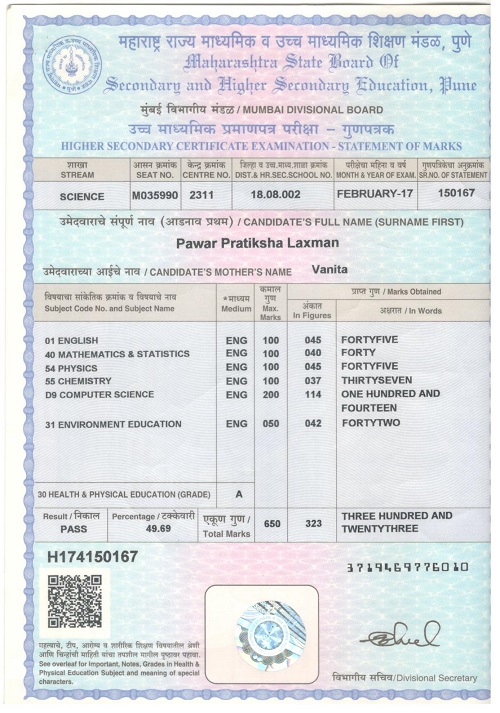 महाराष्ट्र राज्य माध्यमिक व उच्च माध्यमिक शिक्षण मंडळ, पुणे
Maharashtra State Board Of
Secondary and Higher Secondary Education, Pune
मुंबई विभागीय मंडळ / MUMBAI DIVISIONAL BOARD
उच्च माध्यमिक प्रमाणपत्र परीक्षा - गुणपत्रक
HIGHER SECONDARY CERTIFICATE EXAMINATION - STATEMENT OF MARKS
शाखा आसन क्रमांक केंद्र क्रमांक जिल्हा व उच्च.माध्य.शाळा क्रमांक परीक्षेचा महिना व वर्ष गुणपत्रिकेचा अनुक्रमांक
STREAM SEAT NO. CENTRE NO. DIST.& HR.SEC.SCHOOL NO. MONTH & YEAR OF EXAM. SR.NO. OF STATEMENT
SCIENCE M035990 2311 18.08.002 FEBRUARY-17 150167
उमेदवाराचे संपूर्ण नाव (आडनाव प्रथम) / CANDIDATE'S FULL NAME (SURNAME FIRST)
Pawar Pratiksha Laxman
उमेदवाराच्या आईचे नाव / CANDIDATE'S MOTHER'S NAME Vanita
विषयाचा सांकेतिक क्रमांक व विषयाचे नाव
Subject Code No. and Subject Name
*माध्यम
Medium
कमाल
गुण
Max.
Marks
प्राप्त गुण / Marks Obtained
अंकात
In Figures
अक्षरात / In Words
01 ENGLISH ENG 100 045 FORTYFIVE
40 MATHEMATICS & STATISTICS ENG 100 040 FORTY
54 PHYSICS ENG 100 045 FORTYFIVE
55 CHEMISTRY ENG 100 037 THIRTYSEVEN
D9 COMPUTER SCIENCE ENG 200 114 ONE HUNDRED AND
FOURTEEN
31 ENVIRONMENT EDUCATION ENG 050 042 FORTYTWO
30 HEALTH & PHYSICAL EDUCATION (GRADE) A
Result / निकाल
PASS
Percentage / टक्केवारी
49.69
एकूण गुण /
Total Marks
650 323
THREE HUNDRED AND
TWENTYTHREE
H174150167
3719469776010
महत्वाचे, टीप, आरोग्य व शारीरिक शिक्षण विषयातील श्रेणी
आणि चिन्हांची माहिती यांचा तपशील मागील पृष्ठावर पहावा.
See overleaf for Important, Notes, Grades in Health &
Physical Education Subject and meaning of special
characters.
विभागीय सचिव/Divisional Secretary